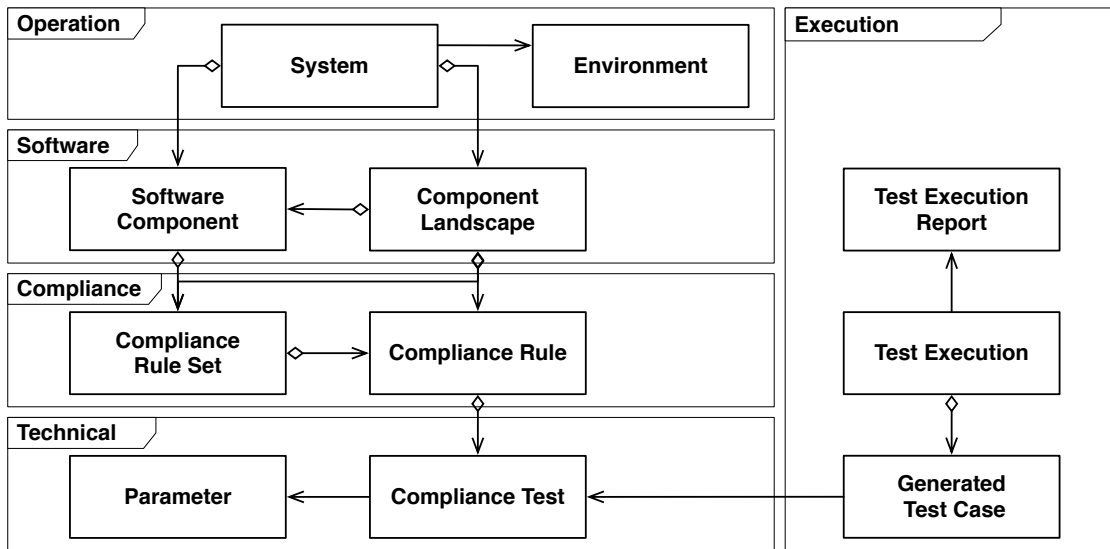 Operation
Execution
System
Environment
Software
Software
Component
Component
Landscape
Test Execution
Report
Compliance
Compliance
Rule Set
Compliance Rule
Test Execution
Technical
Parameter
Compliance Test
Generated
Test Case